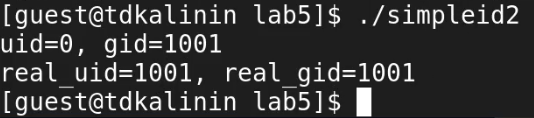 [guest@tdkalinin lab5]$ ./simpleid2
uid=0, gid=1001
real_uid=1001, real_gid=1001
[guest@tdkalinin lab5]$